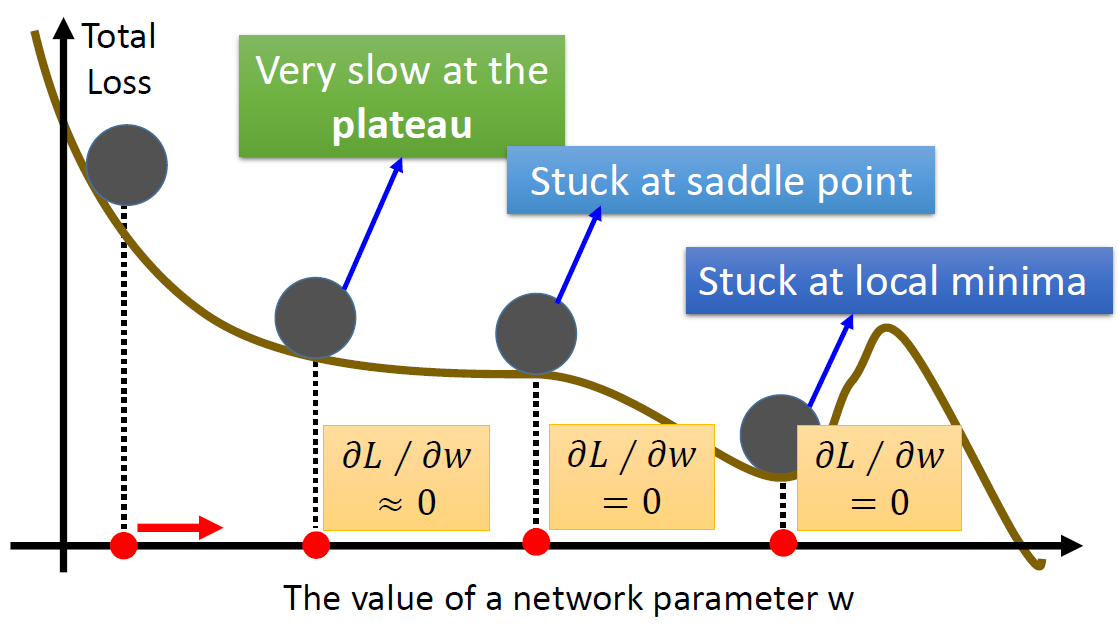 Total
Loss
Very slow at the
plateau
Stuck at saddle point
Stuck at local minima
∂L / ∂w
≈ 0
∂L / ∂w
= 0
∂L / ∂w
= 0
The value of a network parameter w